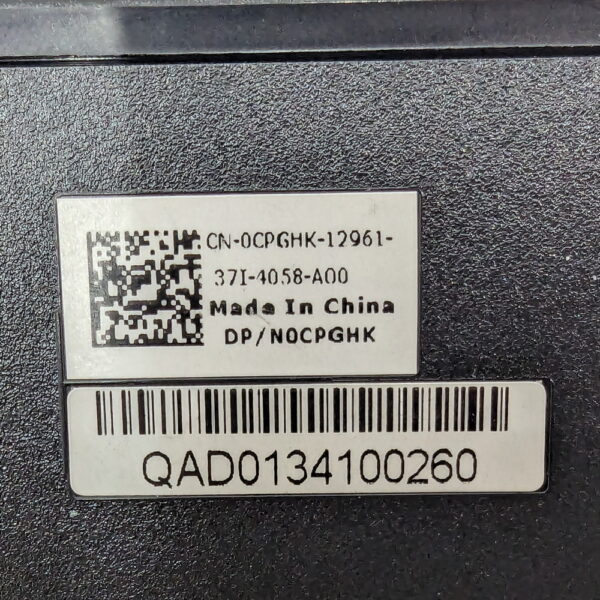 CN-0CPGHK-12961-
37I-4058-A00
Made In China
DP/N0CPGHK
QAD0134100260